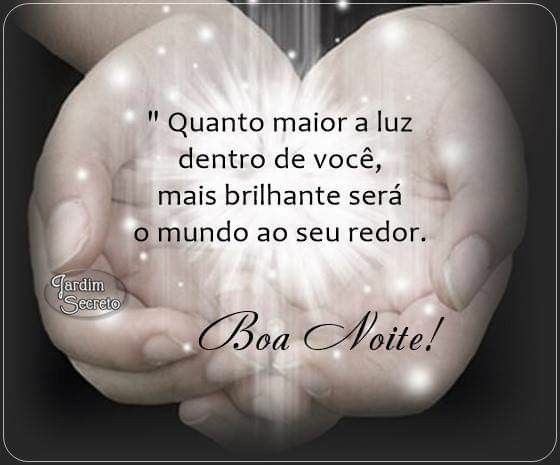 " Quanto maior a luz
dentro de você,
mais brilhante será
o mundo ao seu redor.
Jardim
Secreto
Boa Noite!